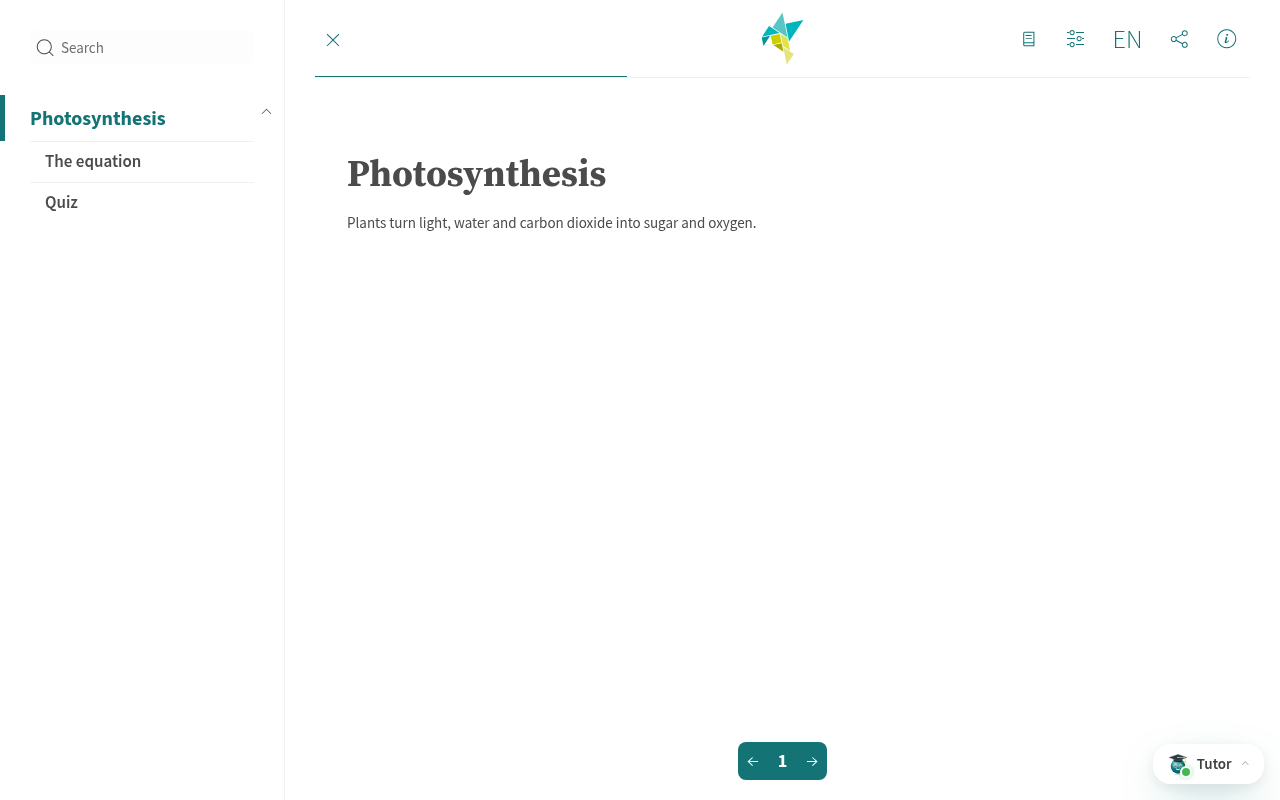 Search
Photosynthesis
The equation
Quiz
EN
Photosynthesis
Plants turn light, water and carbon dioxide into sugar and oxygen.
1
Tutor